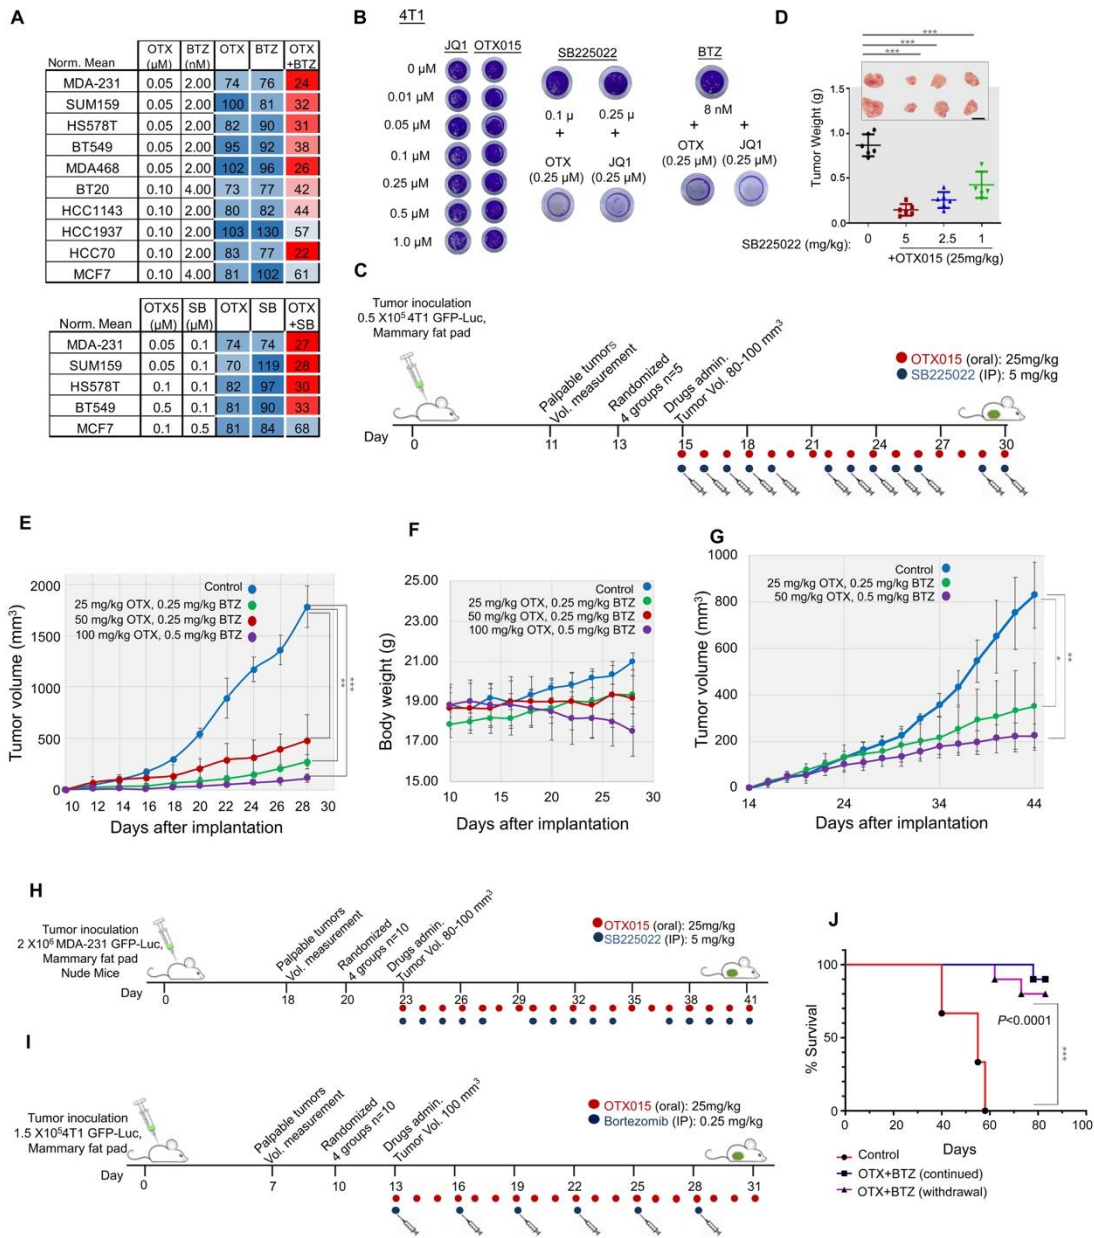 A
OTX BTZ OTX BTZ OTX
Norm. Mean (µM) (nM) +BTZ
MDA-231 0.05 2.00 74 76 24
SUM159 0.05 2.00 100 81 32
HS578T 0.05 2.00 82 90 31
BT549 0.05 2.00 95 92 38
MDA468 0.05 2.00 102 96 26
BT20 0.10 4.00 73 77 42
HCC1143 0.10 2.00 80 82 44
HCC1937 0.10 2.00 103 130 57
HCC70 0.10 2.00 83 77 22
MCF7 0.10 4.00 81 102 61
OTX5 SB OTX SB OTX
Norm. Mean (µM) (µM) +SB
MDA-231 0.05 0.1 74 74 27
SUM159 0.05 0.1 70 119 28
HS578T 0.1 0.1 82 97 30
BT549 0.5 0.1 81 90 33
MCF7 0.1 0.5 81 84 68
B
4T1
JQ1 OTX015
0 µM
0.01 µM
0.05 µM
0.1 µM
0.25 µM
0.5 µM
1.0 µM
SB225022
0.1 µ 0.25 µ
+ +
OTX JQ1
(0.25 µM) (0.25 µM)
BTZ
8 nM
+ +
OTX JQ1
(0.25 µM) (0.25 µM)
D
***
***
***
Tumor Weight (g)
1.5
1.0
0.5
0.0
SB225022 (mg/kg): 0 5 2.5 1
+OTX015 (25mg/kg)
C
Tumor inoculation
0.5 X10⁵ 4T1 GFP-Luc,
Mammary fat pad
Palpable tumors
Vol. measurement
Randomized
4 groups n=5
Drugs admin.
Tumor Vol. 80-100 mm³
OTX015 (oral): 25mg/kg
SB225022 (IP): 5 mg/kg
Day 0 11 13 15 18 21 24 27 30
E
Tumor volume (mm³)
2000
1500
1000
500
0
Control
25 mg/kg OTX, 0.25 mg/kg BTZ
50 mg/kg OTX, 0.25 mg/kg BTZ
100 mg/kg OTX, 0.5 mg/kg BTZ
**
***
10 12 14 16 18 20 22 24 26 28 30
Days after implantation
F
Body weight (g)
25.00
23.00
21.00
19.00
17.00
15.00
Control
25 mg/kg OTX, 0.25 mg/kg BTZ
50 mg/kg OTX, 0.25 mg/kg BTZ
100 mg/kg OTX, 0.5 mg/kg BTZ
10 12 14 16 18 20 22 24 26 28 30
Days after implantation
G
Tumor volume (mm³)
1000
800
600
400
200
0
Control
25 mg/kg OTX, 0.25 mg/kg BTZ
50 mg/kg OTX, 0.5 mg/kg BTZ
*
**
14 24 34 44
Days after implantation
H
Tumor inoculation
2 X10⁶ MDA-231 GFP-Luc,
Mammary fat pad
Nude Mice
Palpable tumors
Vol. measurement
Randomized
4 groups n=10
Drugs admin.
Tumor Vol. 80-100 mm³
OTX015 (oral): 25mg/kg
SB225022 (IP): 5 mg/kg
Day 0 18 20 23 26 29 32 35 38 41
I
Tumor inoculation
1.5 X10⁵4T1 GFP-Luc,
Mammary fat pad
Palpable tumors
Vol. measurement
Randomized
4 groups n=10
Drugs admin.
Tumor Vol. 100 mm³
OTX015 (oral): 25mg/kg
Bortezomib (IP): 0.25 mg/kg
Day 0 7 10 13 16 19 22 25 28 31
J
% Survival
100
50
0
P<0.0001
***
0 20 40 60 80 100
Days
Control
OTX+BTZ (continued)
OTX+BTZ (withdrawal)